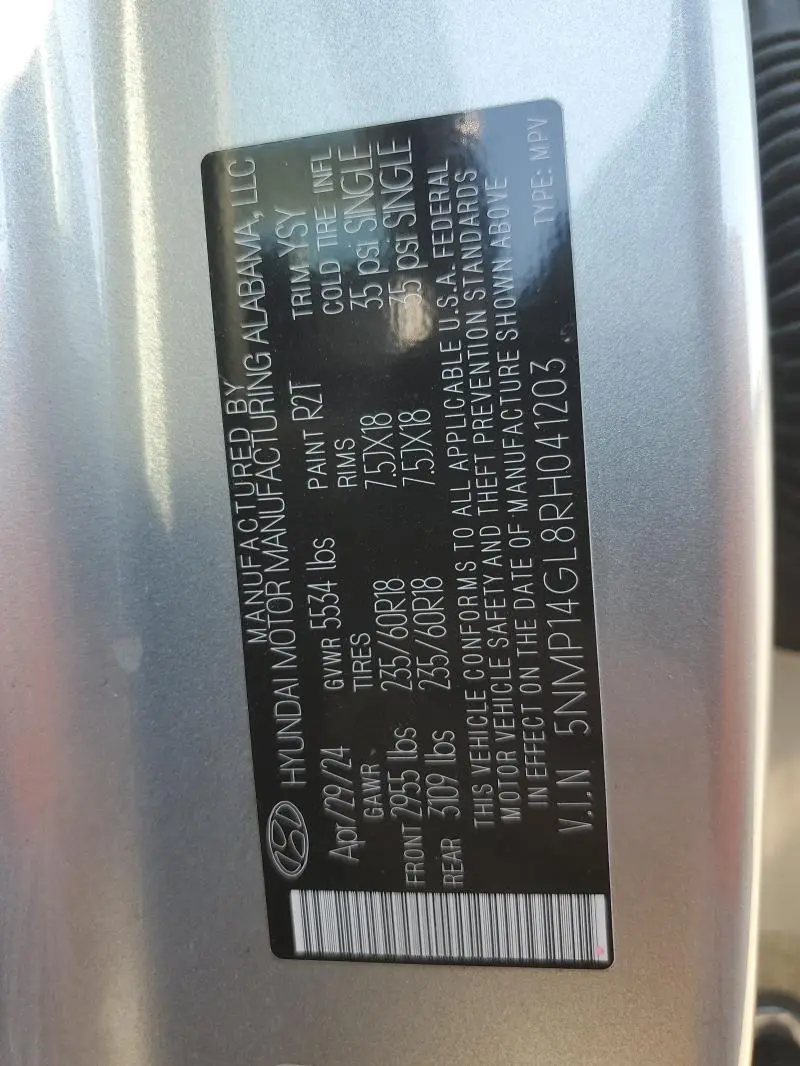 MANUFACTURED BY
HYUNDAI MOTOR MANUFACTURING ALABAMA, LLC
Apr/29/24 GVWR 5534 lbs PAINT R2T TRIM YSY
GAWR TIRES RIMS COLD TIRE INFL
FRONT 2955 lbs 235/60R18 7.5JX18 35 psi SINGLE
REAR 3109 lbs 235/60R18 7.5JX18 35 psi SINGLE
THIS VEHICLE CONFORMS TO ALL APPLICABLE U.S.A. FEDERAL
MOTOR VEHICLE SAFETY AND THEFT PREVENTION STANDARDS
IN EFFECT ON THE DATE OF MANUFACTURE SHOWN ABOVE
V.I.N 5NMP14GL8RH041203 TYPE: MPV